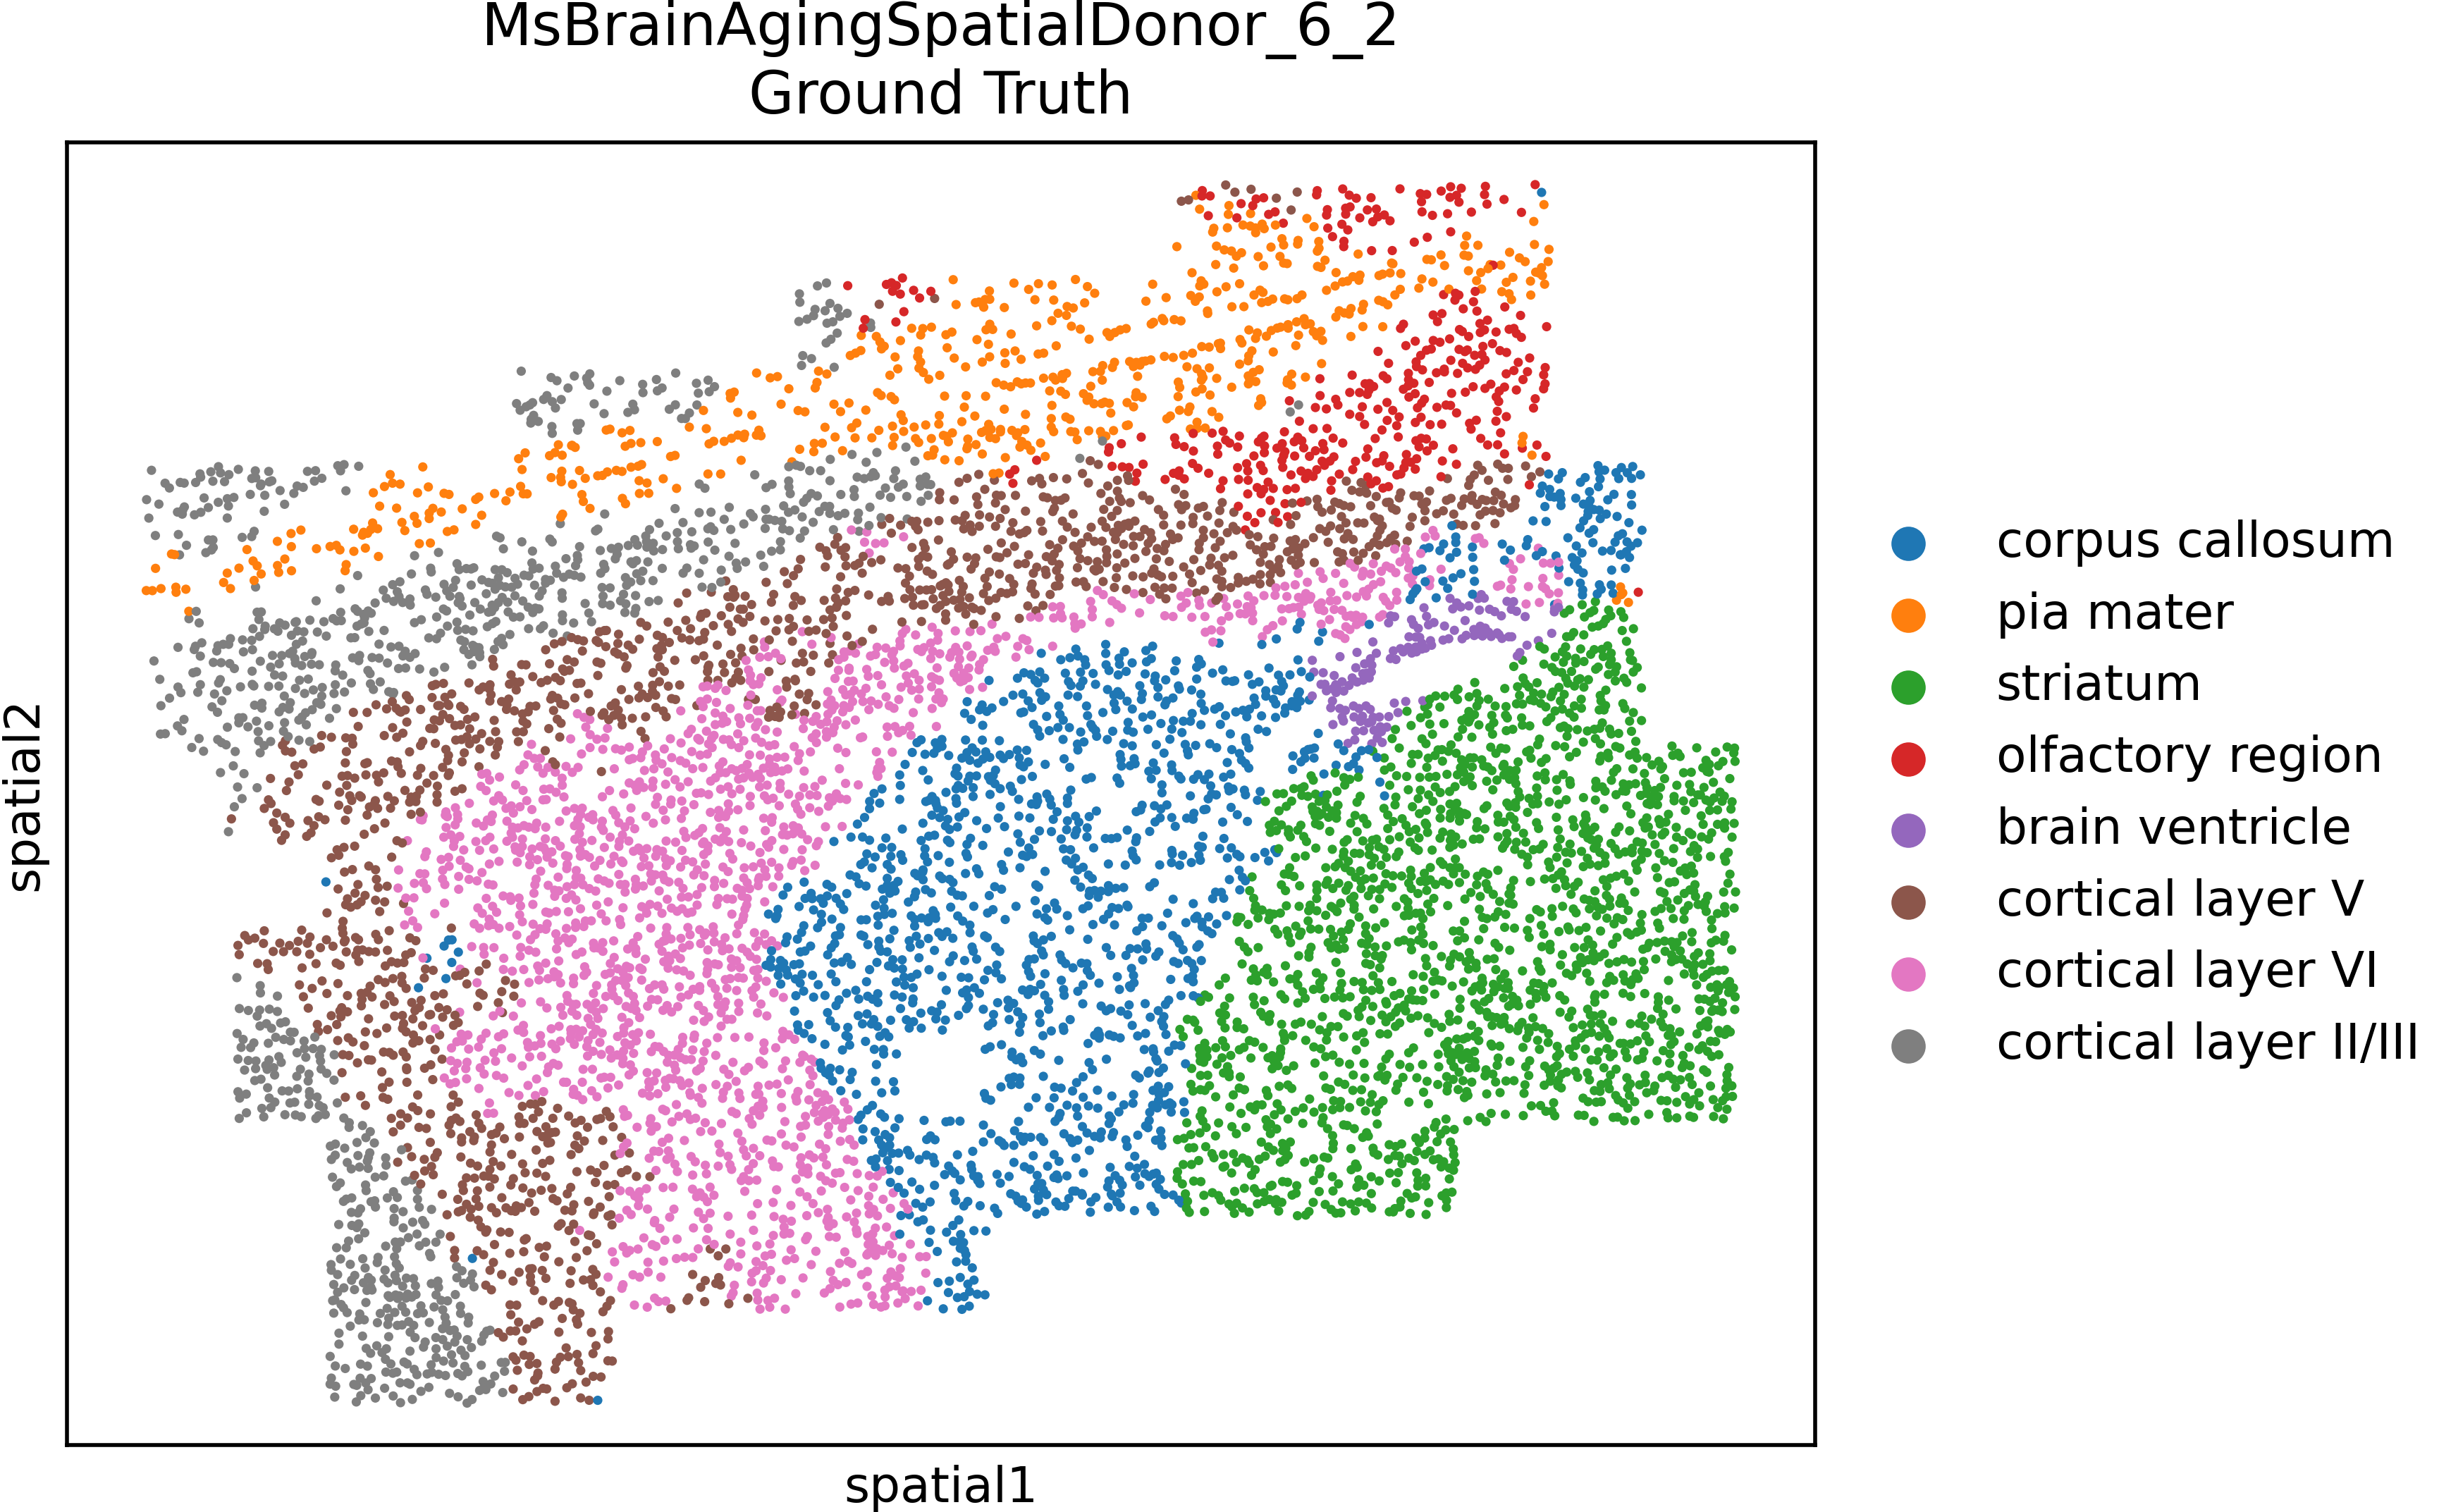 MsBrainAgingSpatialDonor_6_2
Ground Truth
spatial2
spatial1
corpus callosum
pia mater
striatum
olfactory region
brain ventricle
cortical layer V
cortical layer VI
cortical layer II/III